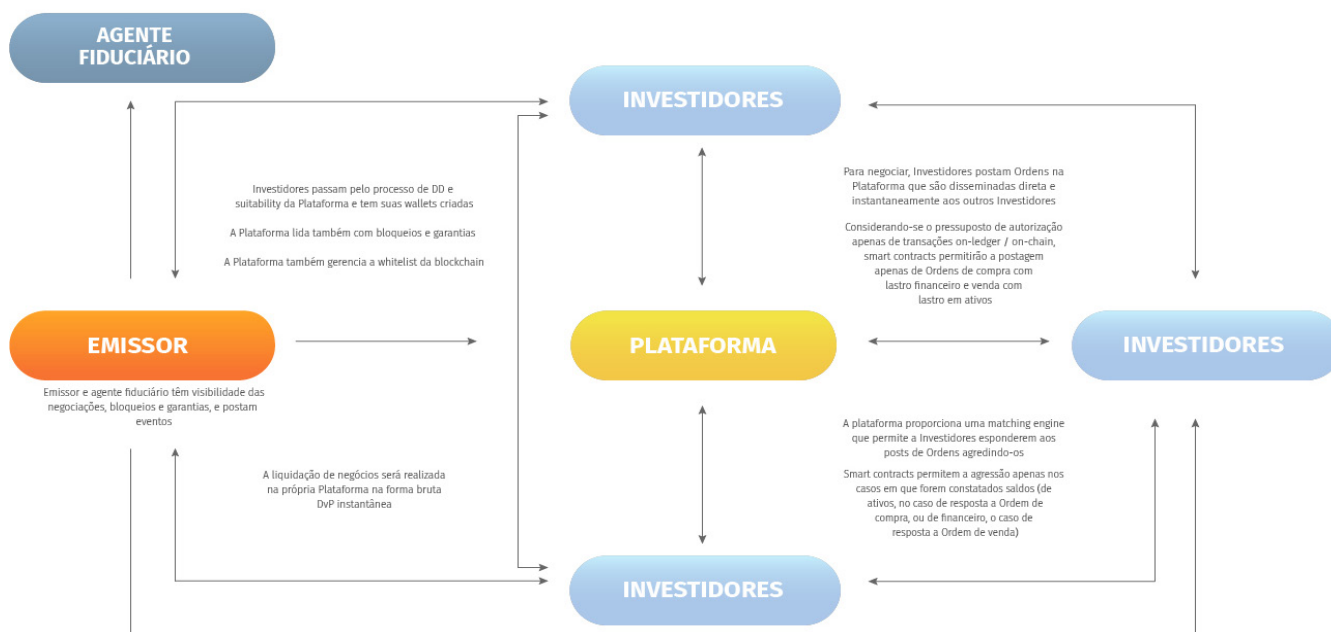 AGENTE
FIDUCIÁRIO
INVESTIDORES
Investidores passam pelo processo de DD e
suitability da Plataforma e tem suas wallets criadas
A Plataforma lida também com bloqueios e garantias
A Plataforma também gerencia a whitelist da blockchain
Para negociar, Investidores postam Ordens na
Plataforma que são disseminadas direta e
instantaneamente aos outros Investidores
Considerando-se o pressuposto de autorização
apenas de transações on-ledger / on-chain,
smart contracts permitirão a postagem
apenas de Ordens de compra com
lastro financeiro e venda com
lastro em ativos
EMISSOR
PLATAFORMA
INVESTIDORES
Emissor e agente fiduciário têm visibilidade das
negociações, bloqueios e garantias, e postam
eventos
A liquidação de negócios será realizada
na própria Plataforma na forma bruta
DvP instantânea
A plataforma proporciona uma matching engine
que permite a Investidores esponderem aos
posts de Ordens agredindo-os
Smart contracts permitem a agressão apenas nos
casos em que forem constatados saldos (de
ativos, no caso de resposta a Ordem de
compra, ou de financeiro, o caso de
resposta a Ordem de venda)
INVESTIDORES